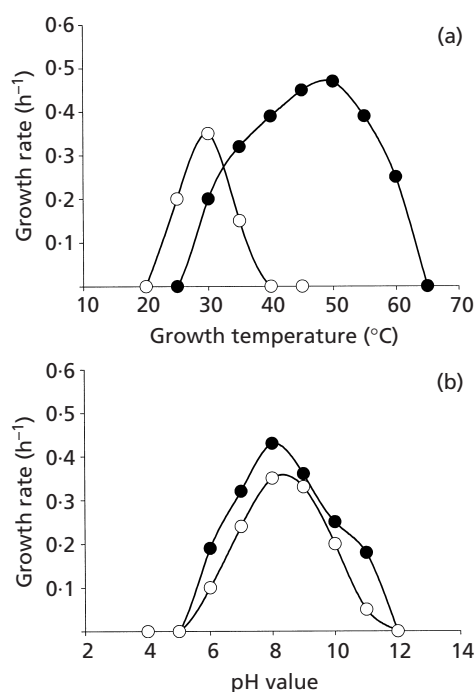 (a)
Growth rate (h⁻¹)
0·6
0·5
0·4
0·3
0·2
0·1
10 20 30 40 50 60 70
Growth temperature (°C)
(b)
Growth rate (h⁻¹)
0·6
0·5
0·4
0·3
0·2
0·1
2 4 6 8 10 12 14
pH value